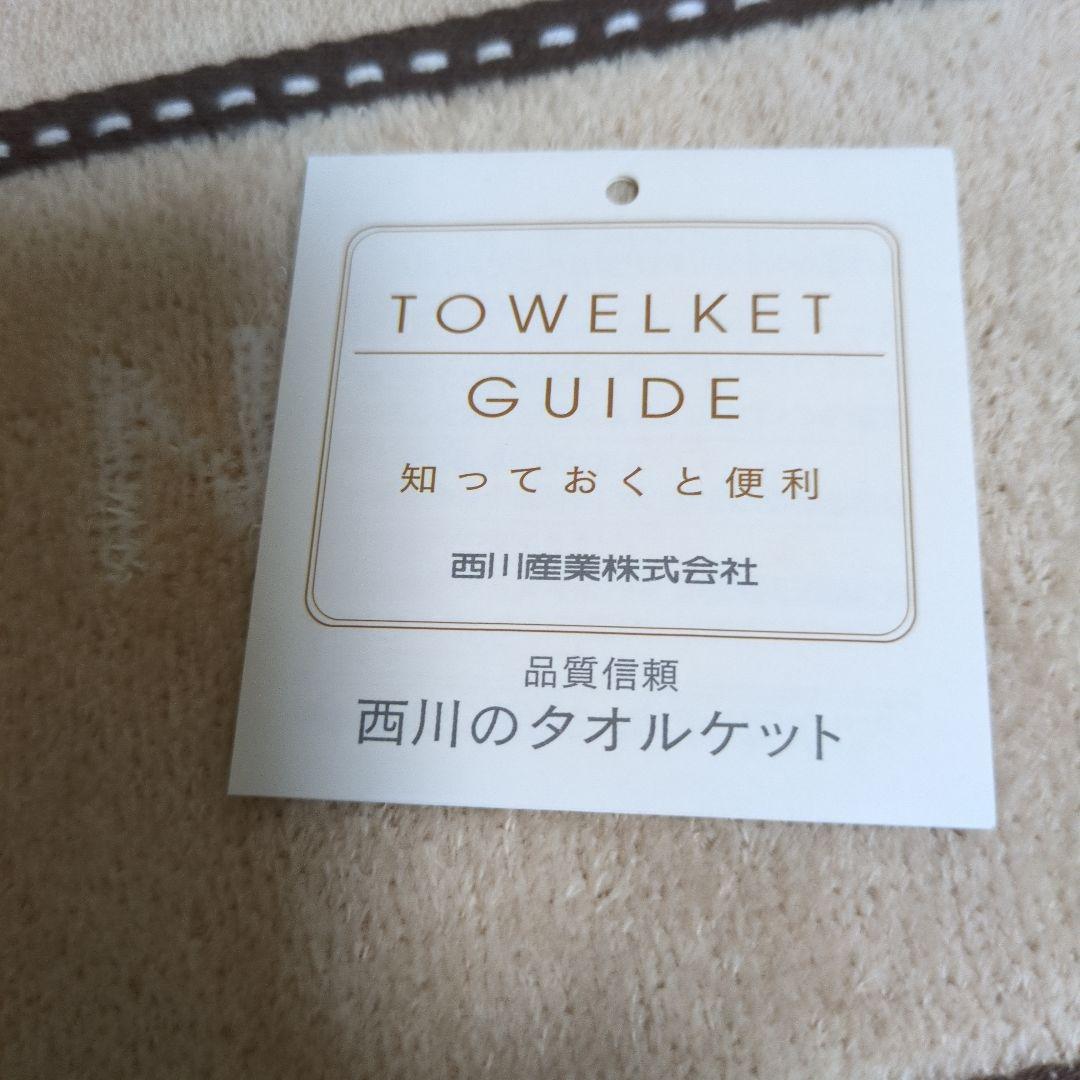 TOWELKET
GUIDE
知っておくと便利
西川産業株式会社
品質信頼
西川のタオルケット